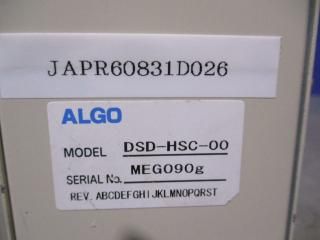 JAPR60831D026
ALGO
MODEL DSD-HSC-00
SERIAL No. MEG090g
REV. ABCDEFGHIJKLMNOPQRST